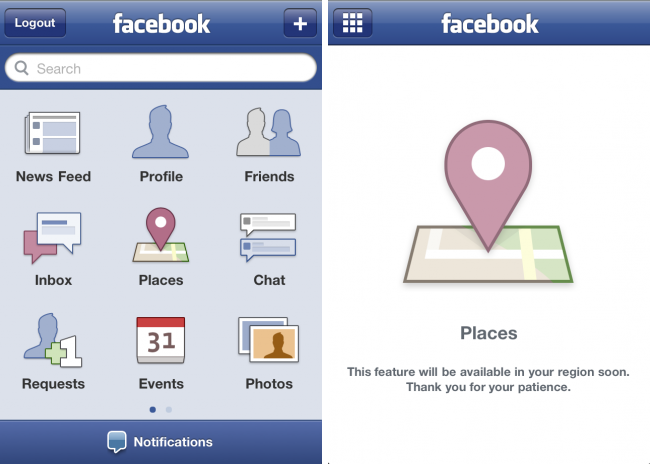 Logout
facebook
+
Search
News Feed
Profile
Friends
Inbox
Places
Chat
+1
31
Requests
Events
Photos
Notifications
facebook
Places
This feature will be available in your region soon.
Thank you for your patience.